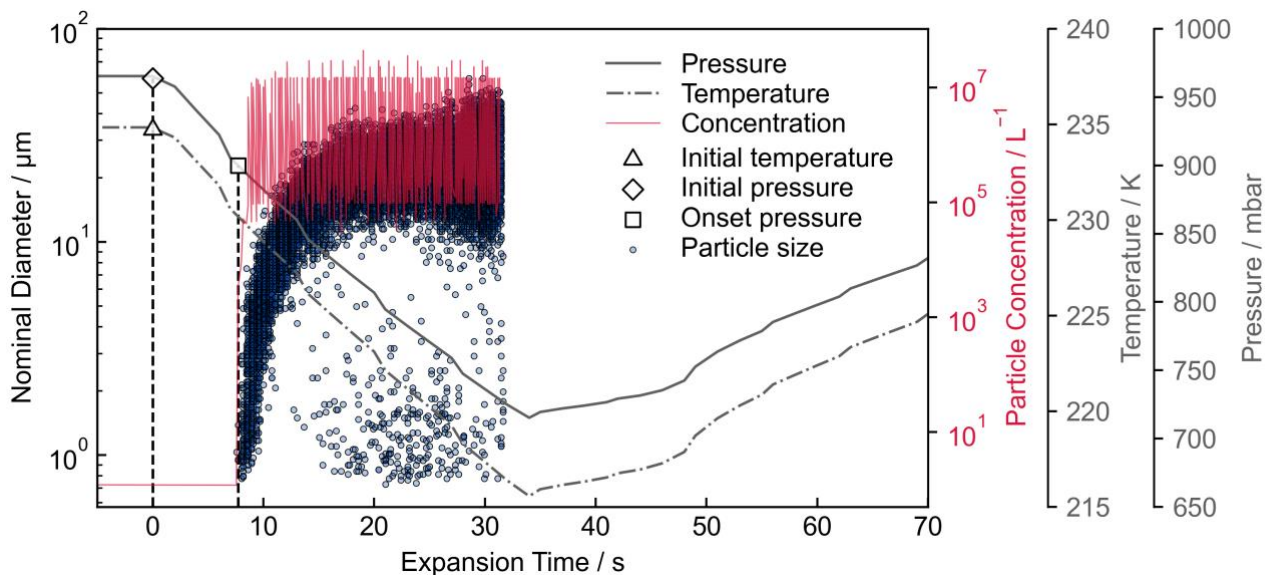 10²
10¹
10⁰
Nominal Diameter / µm
0 10 20 30 40 50 60 70
Expansion Time / s
Pressure
Temperature
Concentration
Initial temperature
Initial pressure
Onset pressure
Particle size
10⁷
10⁵
10³
10¹
Particle Concentration / L⁻¹
240
235
230
225
220
215
Temperature / K
1000
950
900
850
800
750
700
650
Pressure / mbar